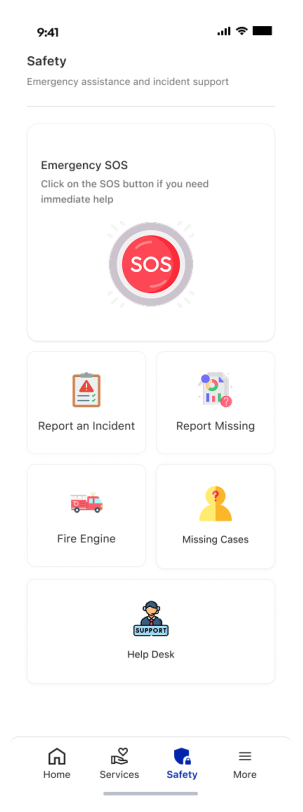 9:41
Safety
Emergency assistance and incident support
Emergency SOS
Click on the SOS button if you need
immediate help
SOS
Report an Incident
Report Missing
Fire Engine
Missing Cases
SUPPORT
Help Desk
Home
Services
Safety
More